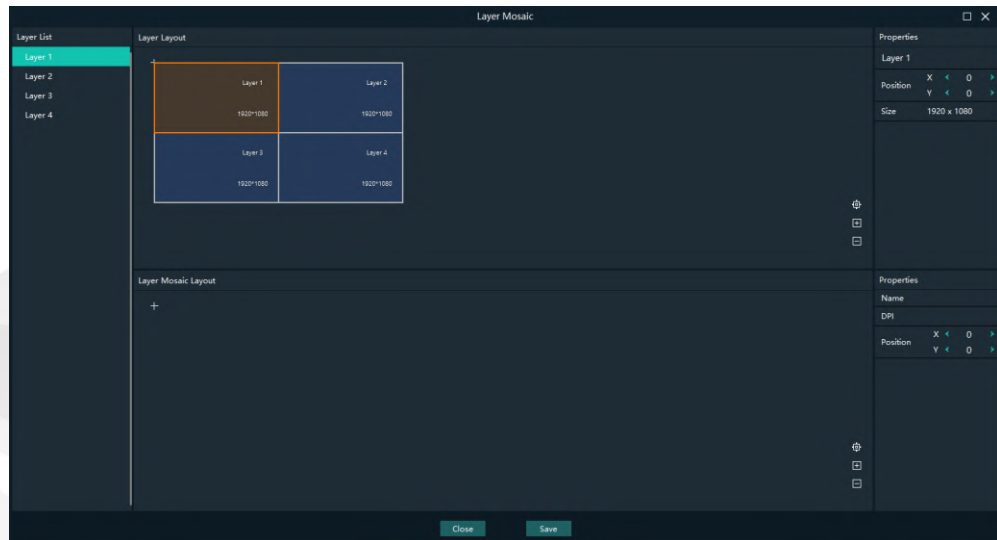 Layer Mosaic
Layer List
Layer 1
Layer 2
Layer 3
Layer 4
Layer Layout
Layer 1
1920*1080
Layer 2
1920*1080
Layer 3
1920*1080
Layer 4
1920*1080
Properties
Layer 1
Position
X 0
Y 0
Size 1920 x 1080
Layer Mosaic Layout
Properties
Name
DPI
Position
X 0
Y 0
Close
Save